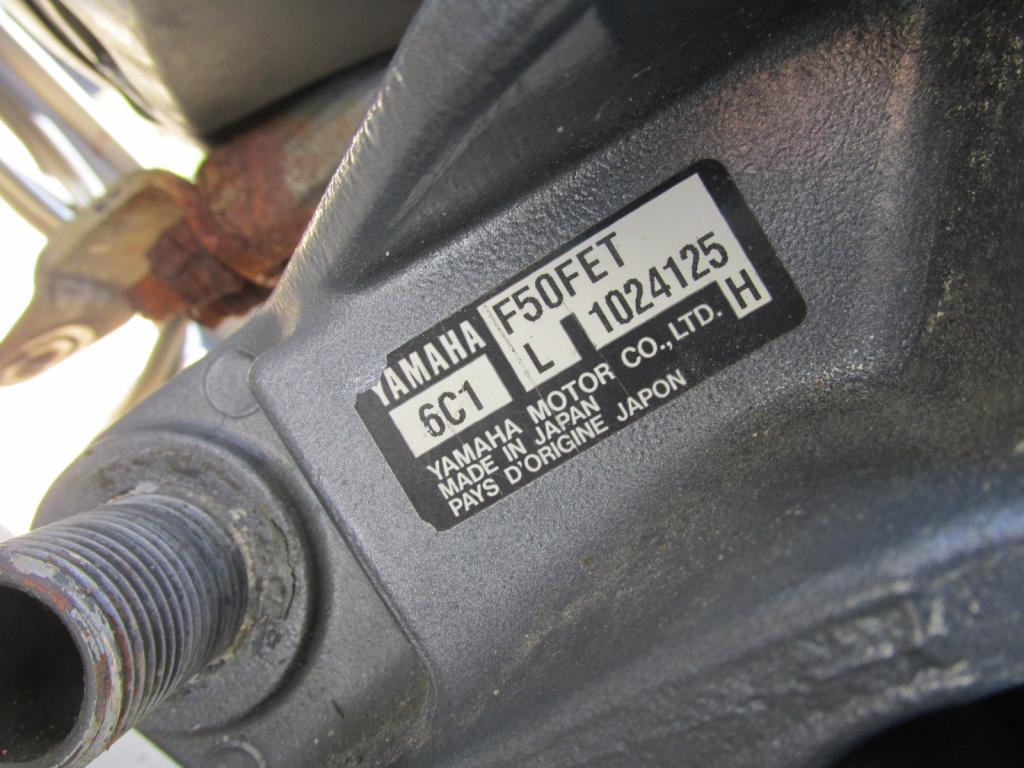 YAMAHA F50FET
6C1 L 1024125
YAMAHA MOTOR CO.,LTD. H
MADE IN JAPAN
PAYS D'ORIGINE JAPON